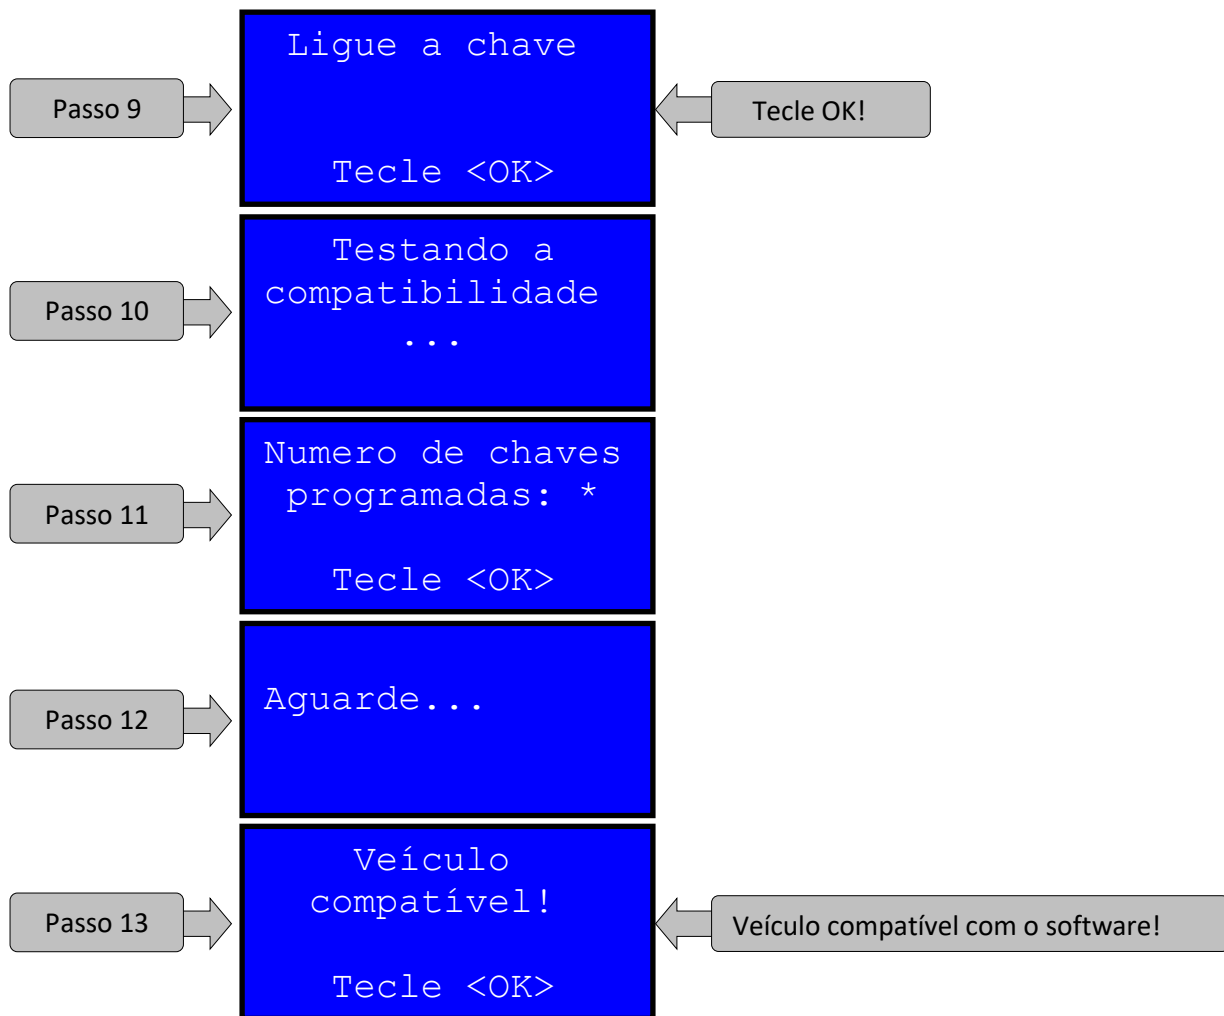 Passo 9
Ligue a chave
Tecle <OK>
Tecle OK!
Passo 10
Testando a
compatibilidade
...
Passo 11
Numero de chaves
programadas: *
Tecle <OK>
Passo 12
Aguarde...
Passo 13
Veículo
compatível!
Tecle <OK>
Veículo compatível com o software!